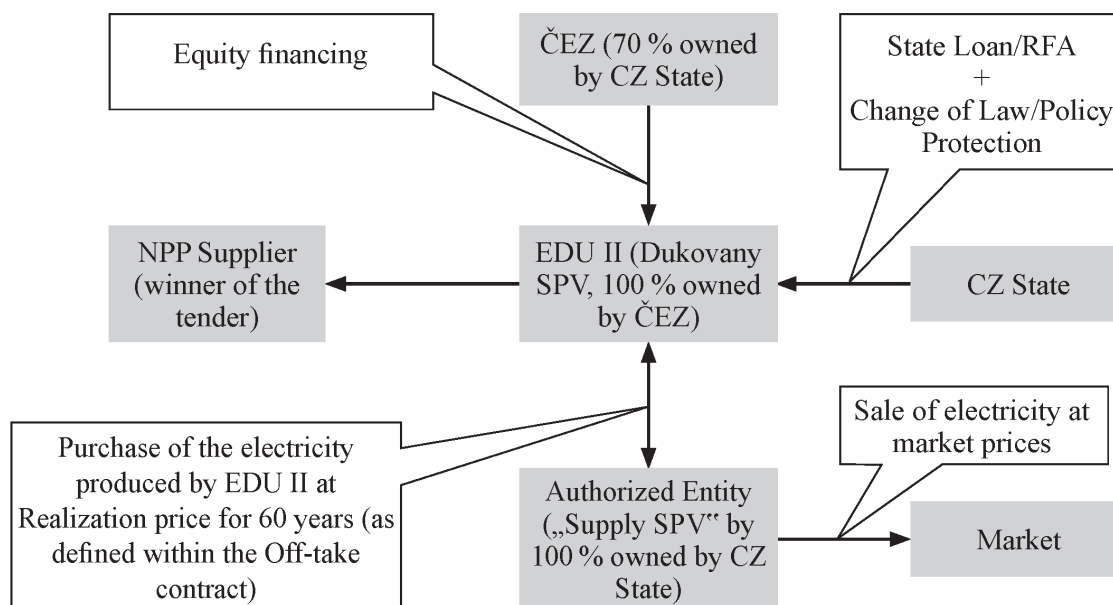 Equity financing
ČEZ (70 % owned
by CZ State)
State Loan/RFA
+
Change of Law/Policy
Protection
NPP Supplier
(winner of the
tender)
EDU II (Dukovany
SPV, 100 % owned
by ČEZ)
CZ State
Purchase of the electricity
produced by EDU II at
Realization price for 60 years (as
defined within the Off-take
contract)
Authorized Entity
(„Supply SPV‟ by
100 % owned by CZ
State)
Sale of electricity at
market prices
Market